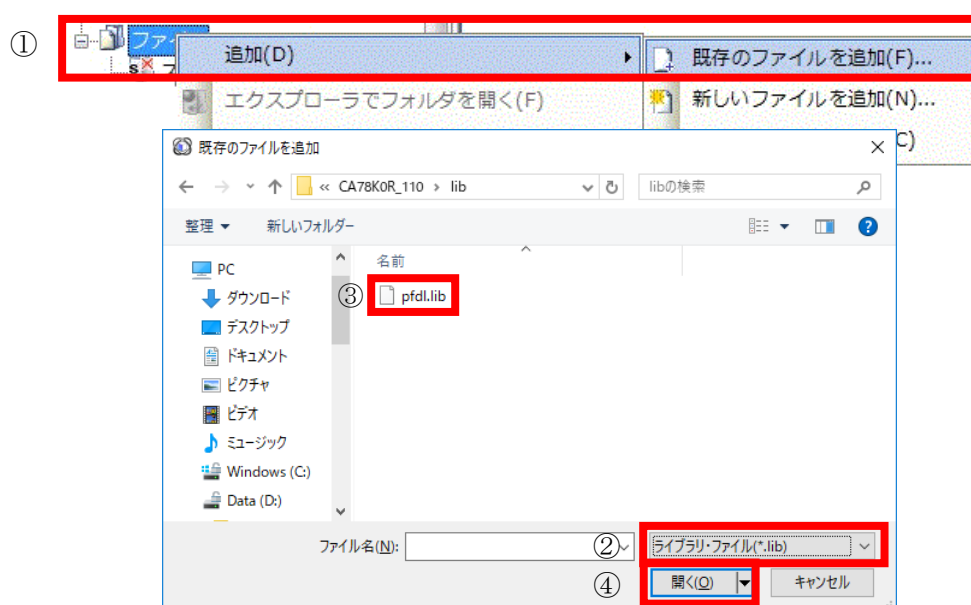 ①
ファイル
追加(D)
既存のファイルを追加(F)...
エクスプローラでフォルダを開く(F)
新しいファイルを追加(N)...
C)
既存のファイルを追加
« CA78K0R_110 › lib
libの検索
整理
新しいフォルダー
PC
名前
③
pfdl.lib
ダウンロード
デスクトップ
ドキュメント
ピクチャ
ビデオ
ミュージック
Windows (C:)
Data (D:)
ファイル名(N):
②
ライブラリ・ファイル(*.lib)
④
開く(O)
キャンセル